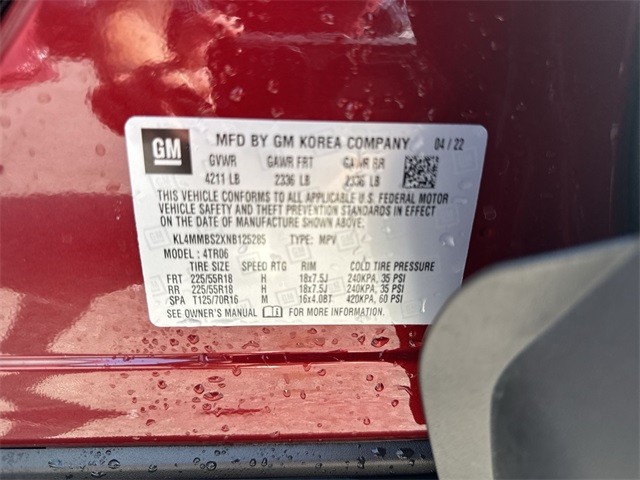 GM MFD BY GM KOREA COMPANY 04 / 22
GVWR GAWR FRT GAWR RR
4211 LB 2336 LB 2336 LB
THIS VEHICLE CONFORMS TO ALL APPLICABLE U.S. FEDERAL MOTOR
VEHICLE SAFETY AND THEFT PREVENTION STANDARDS IN EFFECT
ON THE DATE OF MANUFACTURE SHOWN ABOVE.
KL4MMBS2XNB125285 TYPE: MPV
MODEL : 4TR06
TIRE SIZE SPEED RTG RIM COLD TIRE PRESSURE
FRT 225/55R18 H 18x7.5J 240KPA, 35 PSI
RR 225/55R18 H 18x7.5J 240KPA, 35 PSI
SPA T125/70R16 M 16x4.0BT 420KPA, 60 PSI
SEE OWNER'S MANUAL FOR MORE INFORMATION.